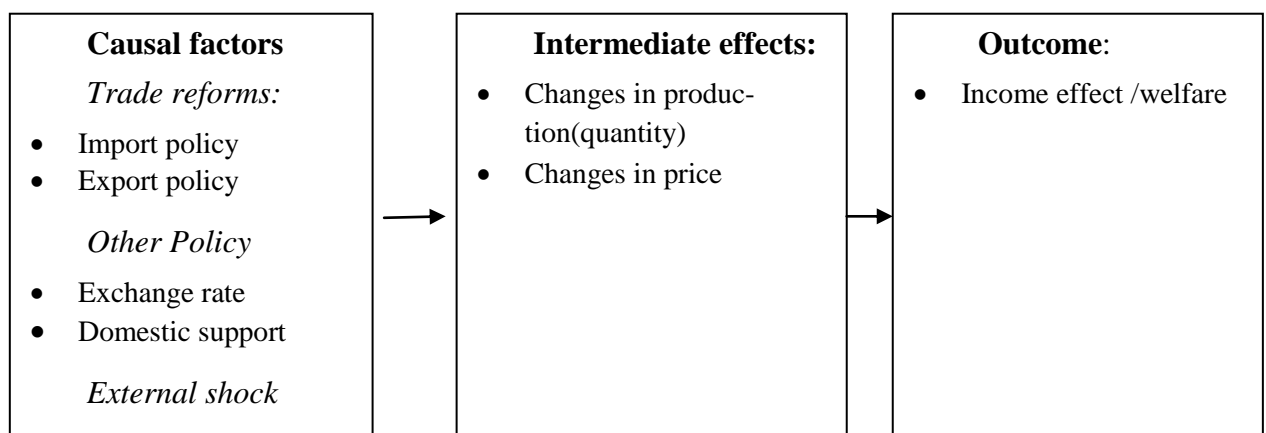 Causal factors
Trade reforms:
• Import policy
• Export policy
Other Policy
• Exchange rate
• Domestic support
External shock
Intermediate effects:
• Changes in produc-
tion(quantity)
• Changes in price
Outcome:
• Income effect /welfare